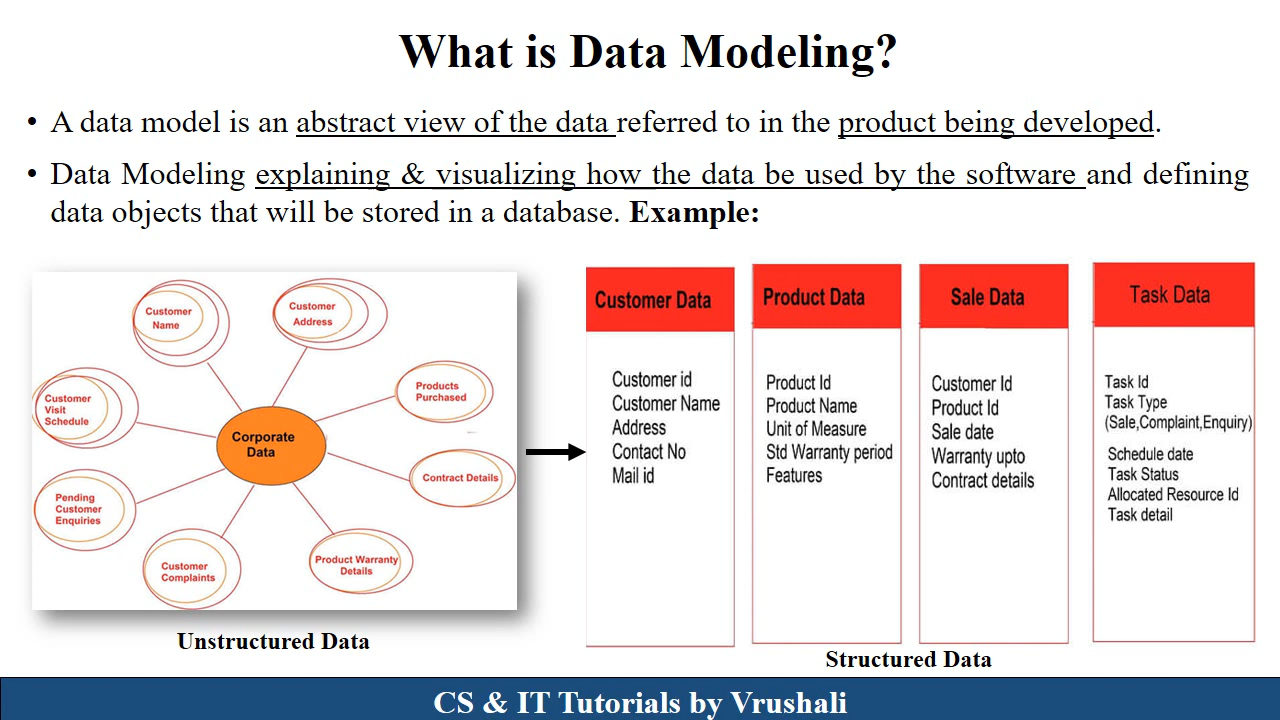 What is Data Modeling?
• A data model is an abstract view of the data referred to in the product being developed.
• Data Modeling explaining & visualizing how the data be used by the software and defining
data objects that will be stored in a database. Example:
Customer
Name
Customer
Address
Products
Purchased
Customer
Visit
Schedule
Corporate
Data
Contract Details
Pending
Customer
Enquiries
Customer
Complaints
Product Warranty
Details
Unstructured Data
Customer Data
Customer id
Customer Name
Address
Contact No
Mail id
Product Data
Product Id
Product Name
Unit of Measure
Std Warranty period
Features
Sale Data
Customer Id
Product Id
Sale date
Warranty upto
Contract details
Task Data
Task Id
Task Type
(Sale,Complaint,Enquiry)
Schedule date
Task Status
Allocated Resource Id
Task detail
Structured Data
CS & IT Tutorials by Vrushali